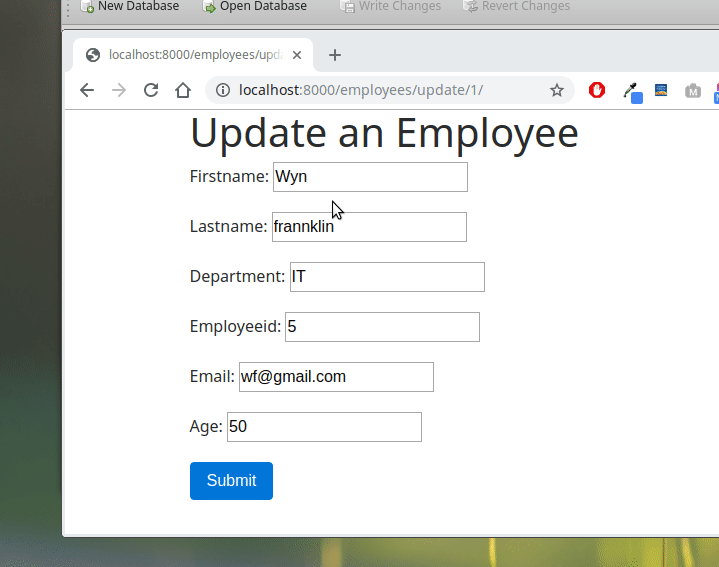 New Database Open Database Write Changes Revert Changes
localhost:8000/employees/upda
localhost:8000/employees/update/1/
Update an Employee
Firstname: Wyn
Lastname: frannklin
Department: IT
Employeeid: 5
Email: wf@gmail.com
Age: 50
Submit